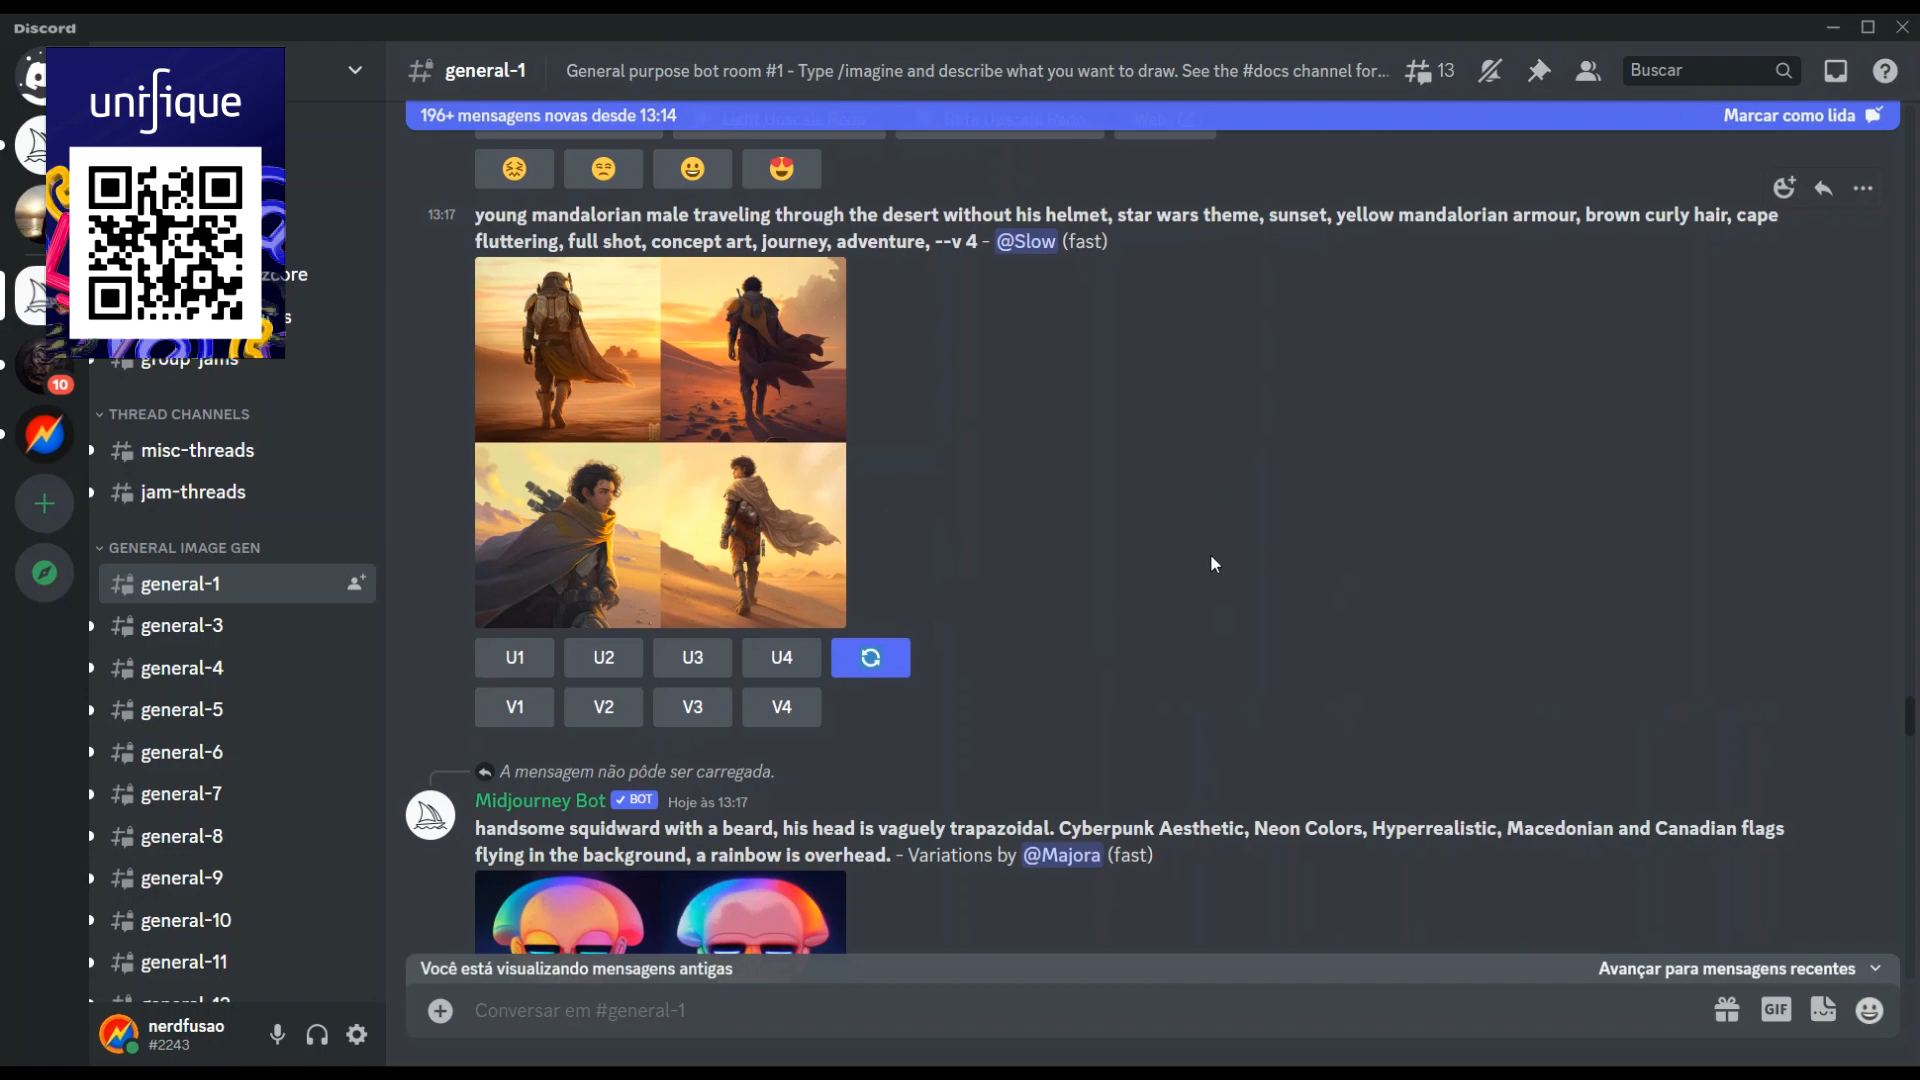 Discord
unifique
general-1
General purpose bot room #1 - Type /imagine and describe what you want to draw. See the #docs channel for...
13
Buscar
196+ mensagens novas desde 13:14
Marcar como lida
13:17
young mandalorian male traveling through the desert without his helmet, star wars theme, sunset, yellow mandalorian armour, brown curly hair, cape
fluttering, full shot, concept art, journey, adventure, --v 4 - @Slow (fast)
group-jams
10
THREAD CHANNELS
misc-threads
jam-threads
GENERAL IMAGE GEN
general-1
general-3
general-4
general-5
general-6
general-7
general-8
general-9
general-10
general-11
U1 U2 U3 U4
V1 V2 V3 V4
A mensagem não pôde ser carregada.
Midjourney Bot BOT Hoje às 13:17
handsome squidward with a beard, his head is vaguely trapazoidal. Cyberpunk Aesthetic, Neon Colors, Hyperrealistic, Macedonian and Canadian flags
flying in the background, a rainbow is overhead. - Variations by @Majora (fast)
Você está visualizando mensagens antigas
Avançar para mensagens recentes
Conversar em #general-1
GIF
nerdfusao
#2243